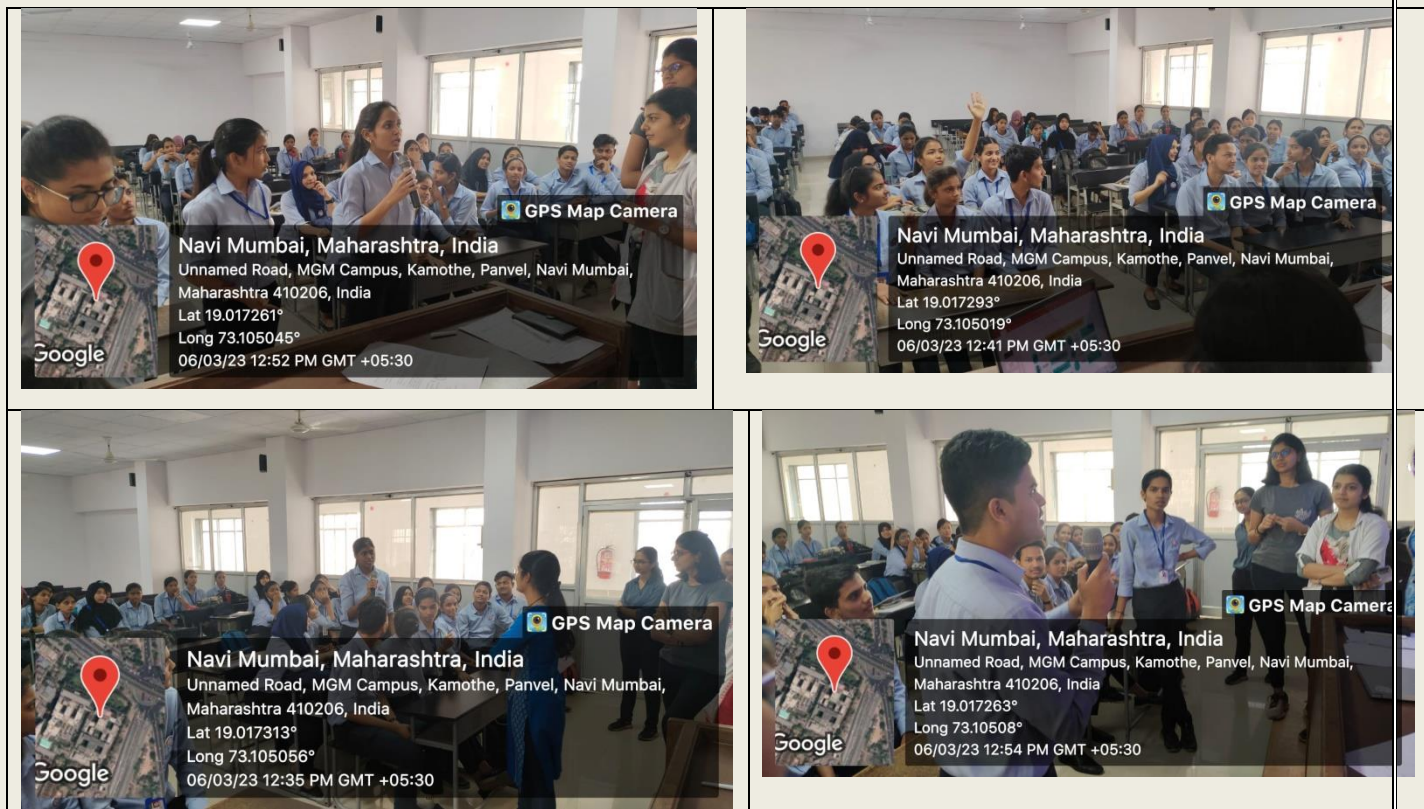 GPS Map Camera
Navi Mumbai, Maharashtra, India
Unnamed Road, MGM Campus, Kamothe, Panvel, Navi Mumbai,
Maharashtra 410206, India
Lat 19.017261°
Long 73.105045°
06/03/23 12:52 PM GMT +05:30
Google
GPS Map Camera
Navi Mumbai, Maharashtra, India
Unnamed Road, MGM Campus, Kamothe, Panvel, Navi Mumbai,
Maharashtra 410206, India
Lat 19.017293°
Long 73.105019°
06/03/23 12:41 PM GMT +05:30
Google
GPS Map Camera
Navi Mumbai, Maharashtra, India
Unnamed Road, MGM Campus, Kamothe, Panvel, Navi Mumbai,
Maharashtra 410206, India
Lat 19.017313°
Long 73.105056°
06/03/23 12:35 PM GMT +05:30
Google
GPS Map Camera
Navi Mumbai, Maharashtra, India
Unnamed Road, MGM Campus, Kamothe, Panvel, Navi Mumbai,
Maharashtra 410206, India
Lat 19.017263°
Long 73.10508°
06/03/23 12:54 PM GMT +05:30
Google